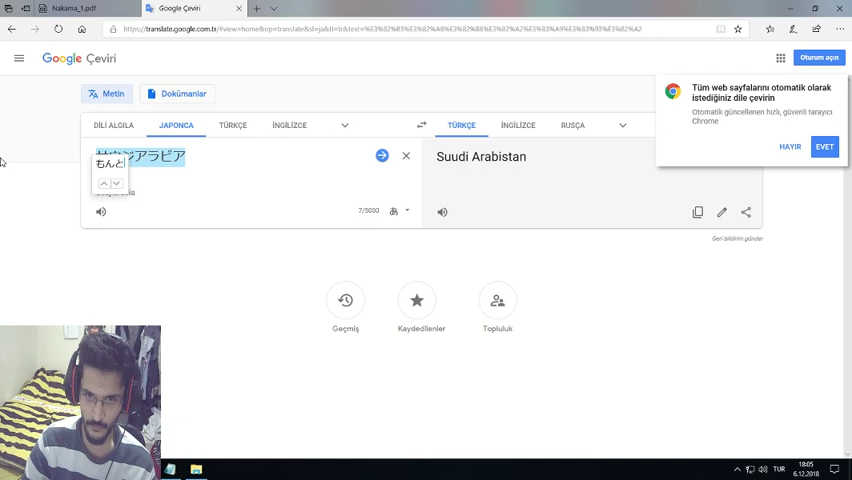 Nakama_1.pdf
Google Çeviri
https://translate.google.com.tr/#view=home&op=translate&sl=ja&tl=tr&text=%E3%82%B5%E3%82%A6%E3%82%B8%E3%82%A2%E3%83%A9%E3%83%93%E3%82%A2
Google Çeviri
Oturum açın
Tüm web sayfalarını otomatik olarak
istediğiniz dile çevirin
Otomatik güncellenen hızlı, güvenli tarayıcı
Chrome
HAYIR
EVET
Metin
Dokümanlar
DİLİ ALGILA
JAPONCA
TÜRKÇE
İNGİLİZCE
TÜRKÇE
İNGİLİZCE
RUSÇA
サウジアラビア
もんと
Suudi Arabistan
7/5000
あ
Geri bildirim gönder
Geçmiş
Kaydedilenler
Topluluk
TUR
18:05
6.12.2018